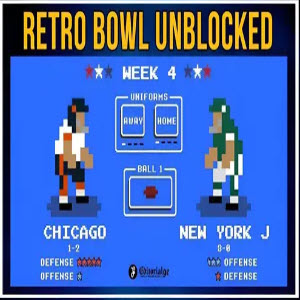 RETRO BOWL UNBLOCKED
WEEK 4
UNIFORMS
AWAY HOME
BALL 1
CHICAGO NEW YORK J
1-2 0-0
DEFENSE OFFENSE
OFFENSE DEFENSE